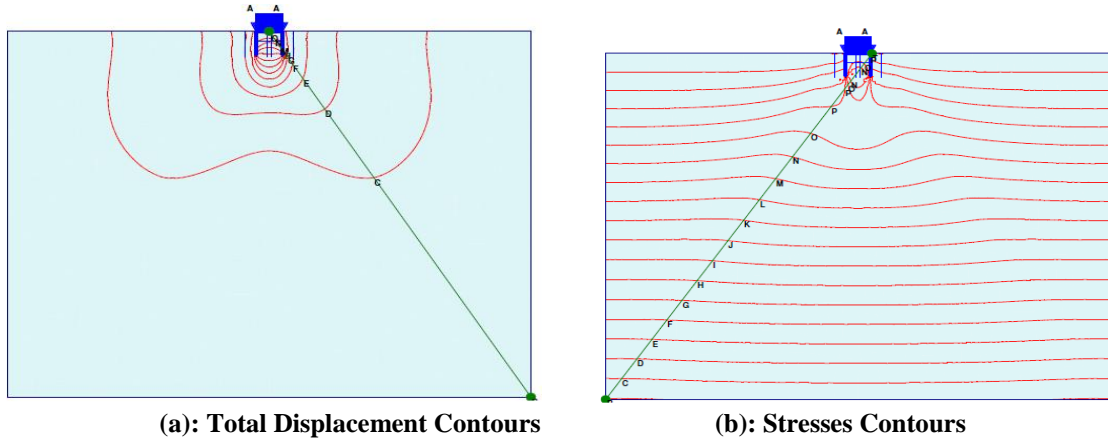 A A
E
D
C
(a): Total Displacement Contours
A A
N
P
P
O
N
M
L
K
J
I
H
G
F
E
D
C
(b): Stresses Contours